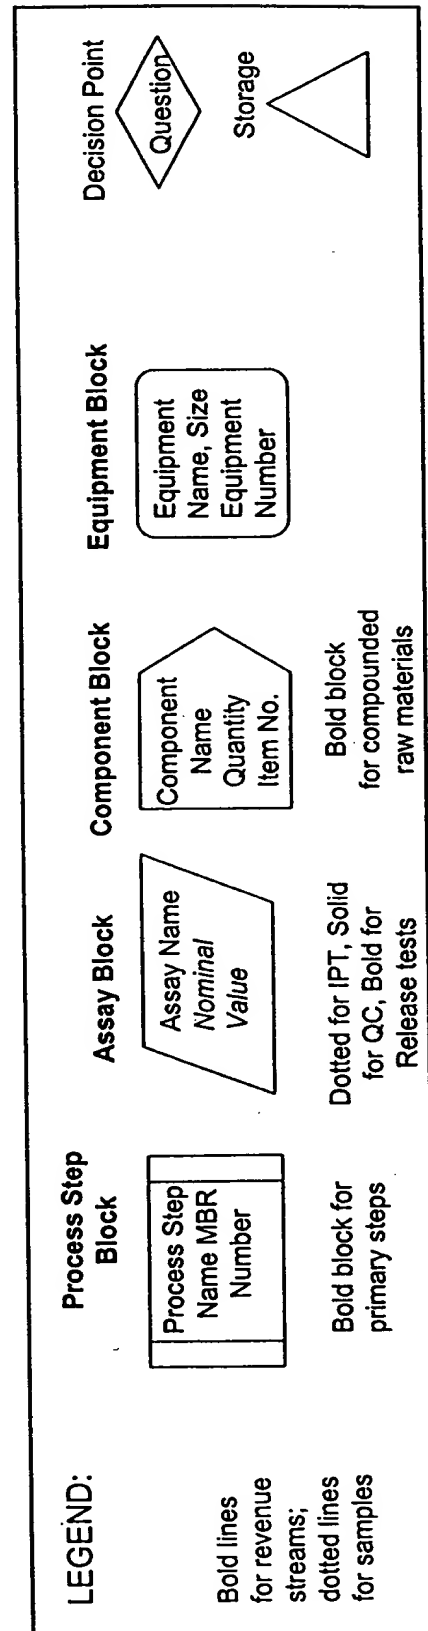 LEGEND:
Bold lines
for revenue
streams;
dotted lines
for samples
Process Step
Block
Process Step
Name MBR
Number
Bold block for
primary steps
Assay Block
Assay Name
Nominal
Value
Dotted for IPT, Solid
for QC, Bold for
Release tests
Component Block
Component
Name
Quantity
Item No.
Bold block
for compounded
raw materials
Equipment Block
Equipment
Name, Size
Equipment
Number
Decision Point
Question
Storage